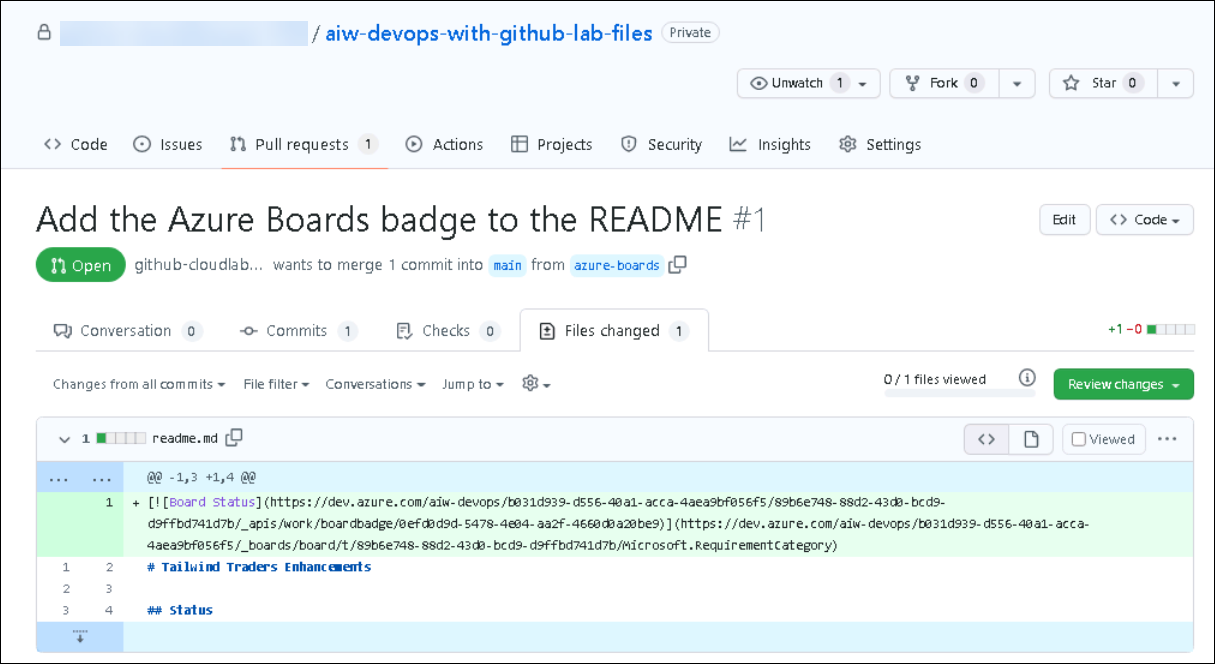 / aiw-devops-with-github-lab-files Private
Unwatch 1 Fork 0 Star 0
Code Issues Pull requests 1 Actions Projects Security Insights Settings
Add the Azure Boards badge to the README #1
Edit Code
Open github-cloudlab... wants to merge 1 commit into main from azure-boards
Conversation 0 Commits 1 Checks 0 Files changed 1 +1 −0
Changes from all commits File filter Conversations Jump to 0 / 1 files viewed Review changes
1 readme.md Viewed ...
... ... @@ -1,3 +1,4 @@
1 + [![Board Status](https://dev.azure.com/aiw-devops/b031d939-d556-40a1-acca-4aea9bf056f5/89b6e748-88d2-43d0-bcd9-
d9ffbd741d7b/_apis/work/boardbadge/0efd0d9d-5478-4e04-aa2f-4660d0a20be9)](https://dev.azure.com/aiw-devops/b031d939-d556-40a1-acca-
4aea9bf056f5/_boards/board/t/89b6e748-88d2-43d0-bcd9-d9ffbd741d7b/Microsoft.RequirementCategory)
1 2 # Tailwind Traders Enhancements
2 3
3 4 ## Status